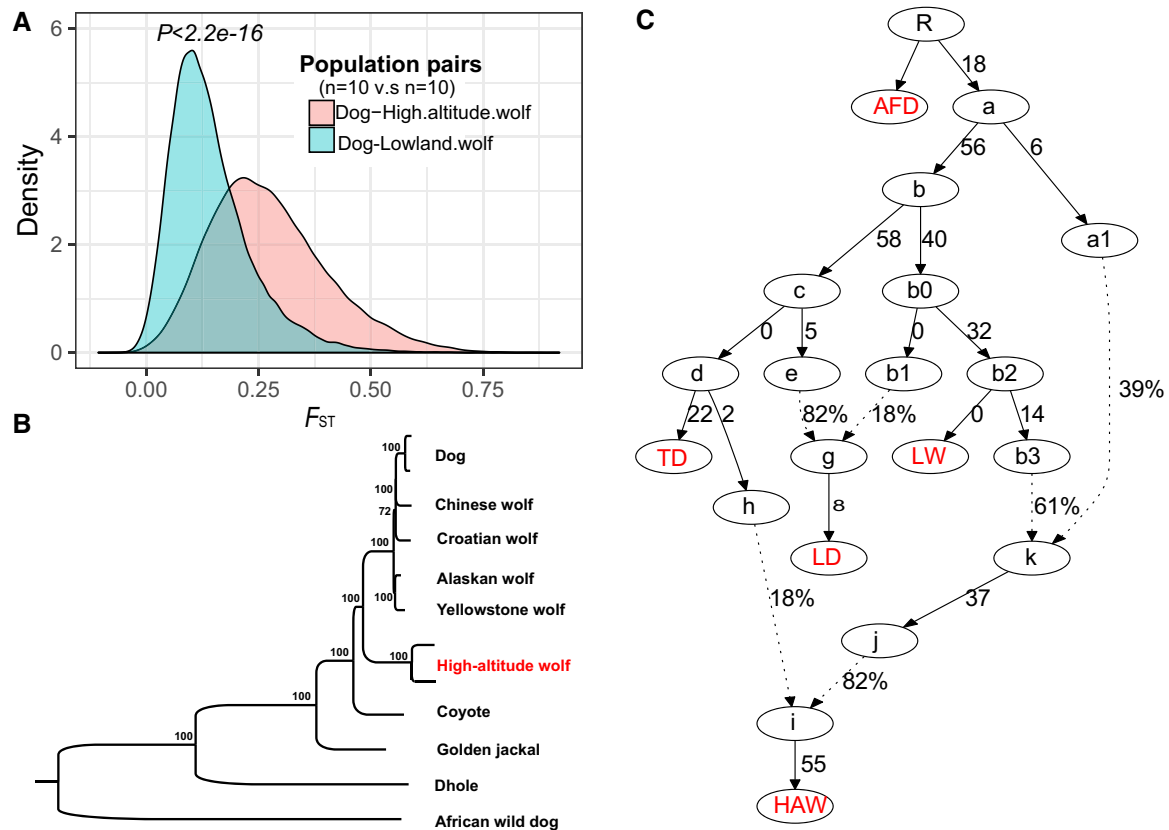 A
P<2.2e-16
Population pairs
(n=10 v.s n=10)
Dog−High.altitude.wolf
Dog-Lowland.wolf
Density
6
4
2
0
0.00
0.25
0.50
0.75
FST
B
100
Dog
100
Chinese wolf
72
Croatian wolf
100
Alaskan wolf
100
Yellowstone wolf
100
100
High-altitude wolf
100
Coyote
100
Golden jackal
100
Dhole
African wild dog
C
R
18
AFD
a
56
6
b
a1
58
40
c
b0
0
5
0
32
d
e
b1
b2
39%
22
2
82%
18%
0
14
TD
g
LW
b3
h
8
61%
LD
k
18%
37
j
82%
i
55
HAW